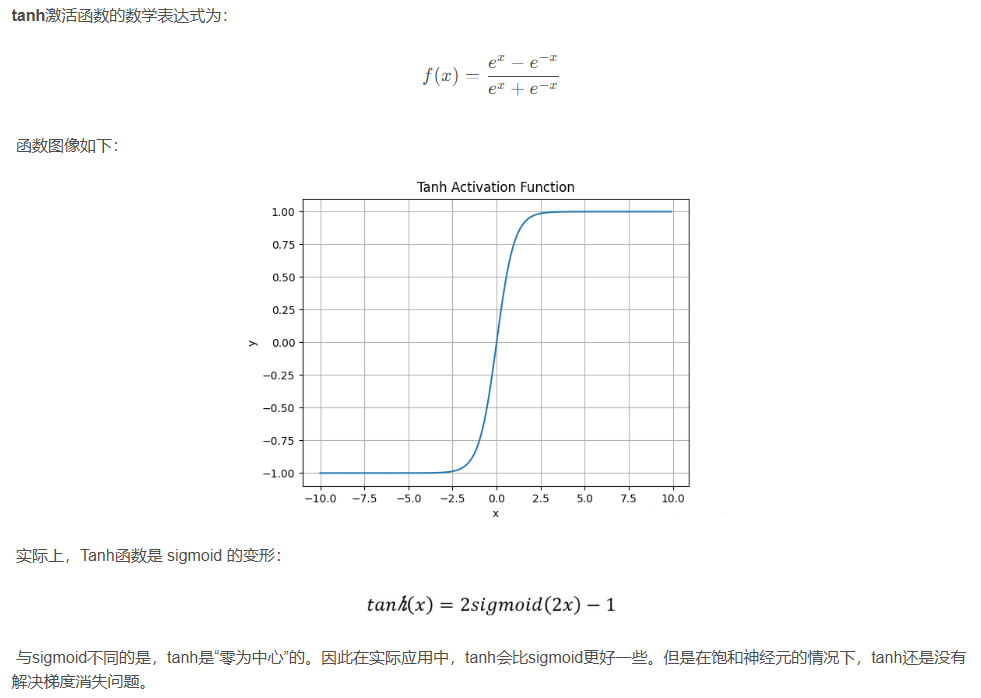 tanh激活函数的数学表达式为：
f(x) = \frac{e^x - e^{-x}}{e^x + e^{-x}}
函数图像如下：
Tanh Activation Function
1.00
0.75
0.50
0.25
0.00
−0.25
−0.50
−0.75
−1.00
y
−10.0 −7.5 −5.0 −2.5 0.0 2.5 5.0 7.5 10.0
x
实际上，Tanh函数是 sigmoid 的变形：
tanh(x) = 2sigmoid(2x) − 1
与sigmoid不同的是，tanh是“零为中心”的。因此在实际应用中，tanh会比sigmoid更好一些。但是在饱和神经元的情况下，tanh还是没有
解决梯度消失问题。